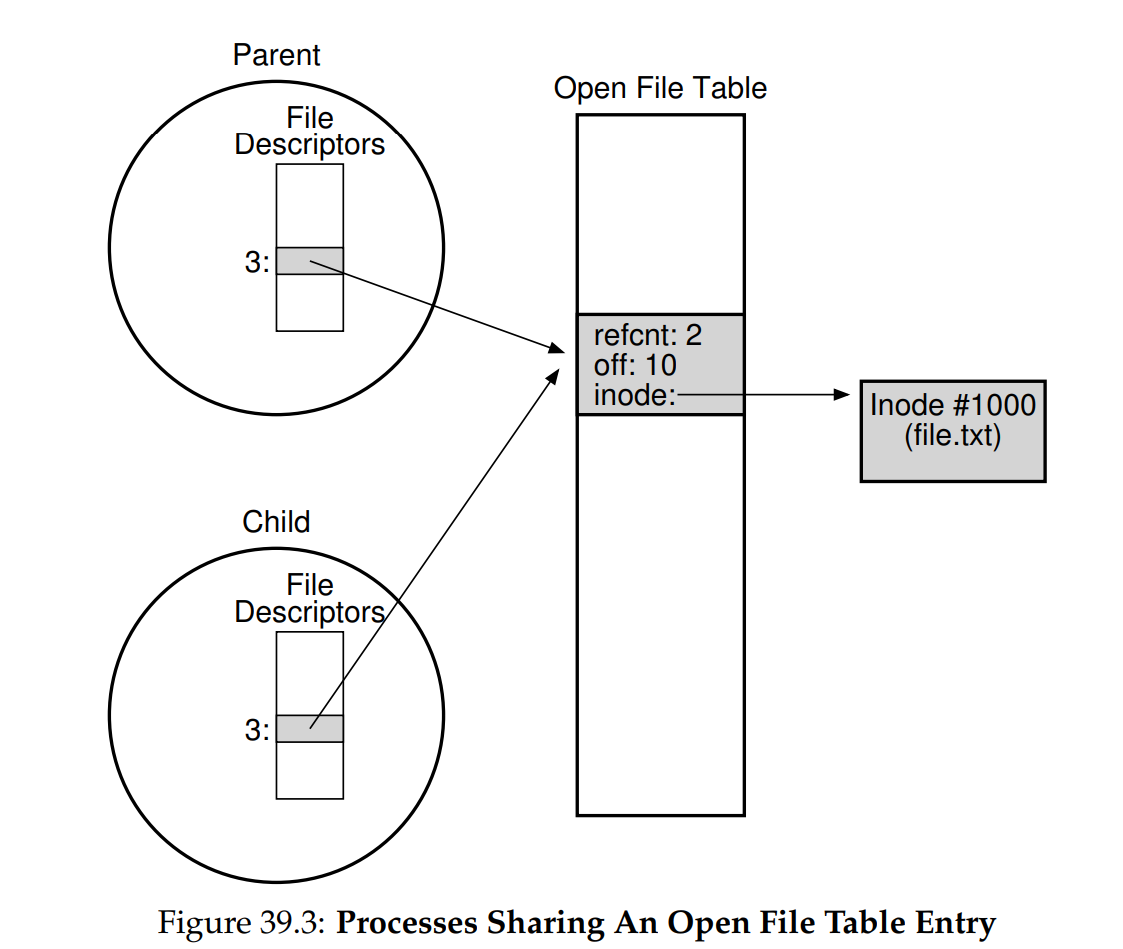 Parent
File
Descriptors
3:
Open File Table
refcnt: 2
off: 10
inode:
Inode #1000
(file.txt)
Child
File
Descriptors
3:
Figure 39.3: Processes Sharing An Open File Table Entry